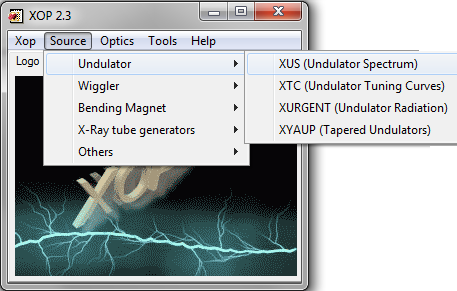 XOP 2.3
Xop Source Optics Tools Help
Logo
Undulator
Wiggler
Bending Magnet
X-Ray tube generators
Others
XUS (Undulator Spectrum)
XTC (Undulator Tuning Curves)
XURGENT (Undulator Radiation)
XYAUP (Tapered Undulators)
XOP